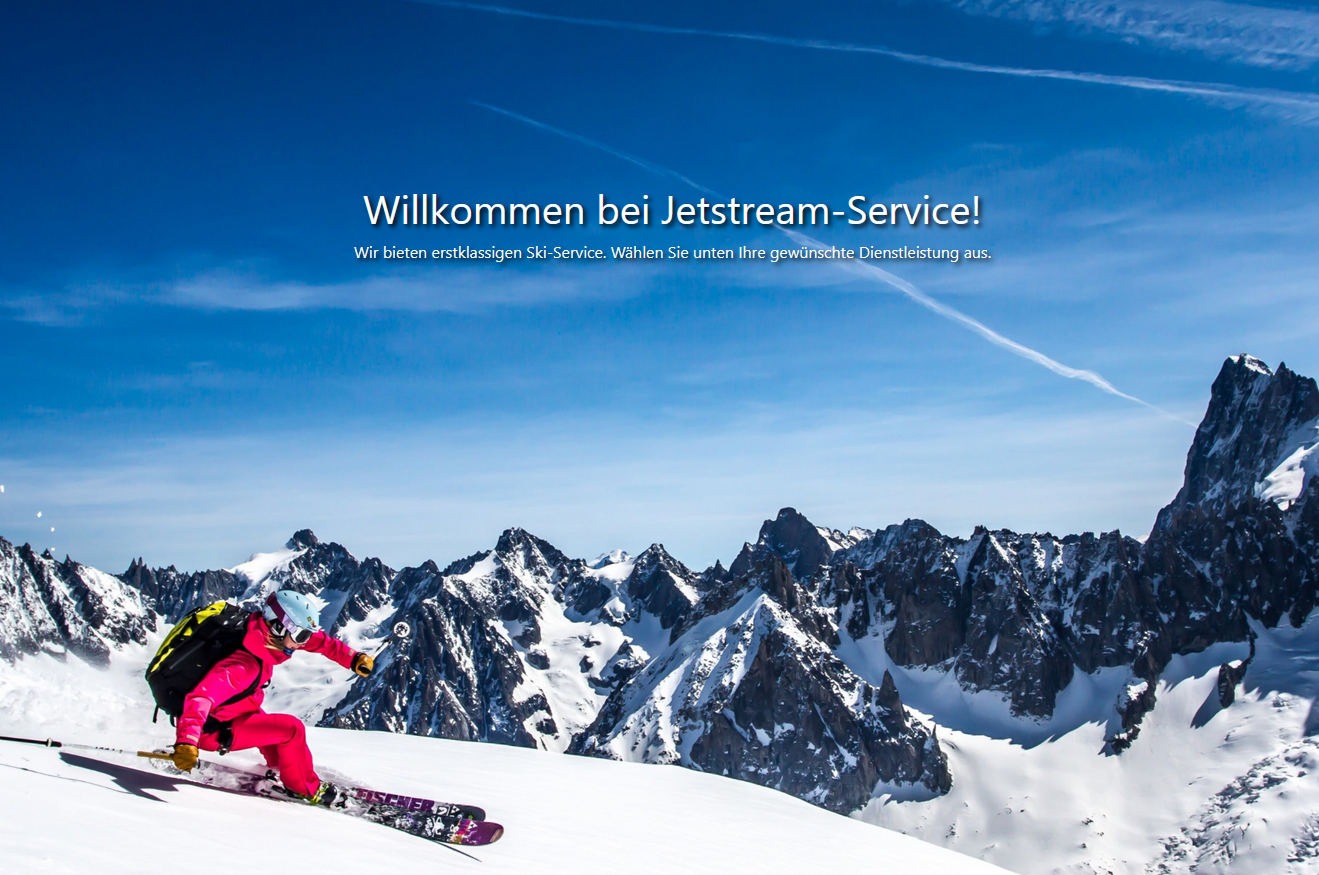 Willkommen bei Jetstream-Service!
Wir bieten erstklassigen Ski-Service. Wählen Sie unten Ihre gewünschte Dienstleistung aus.
FISCHER